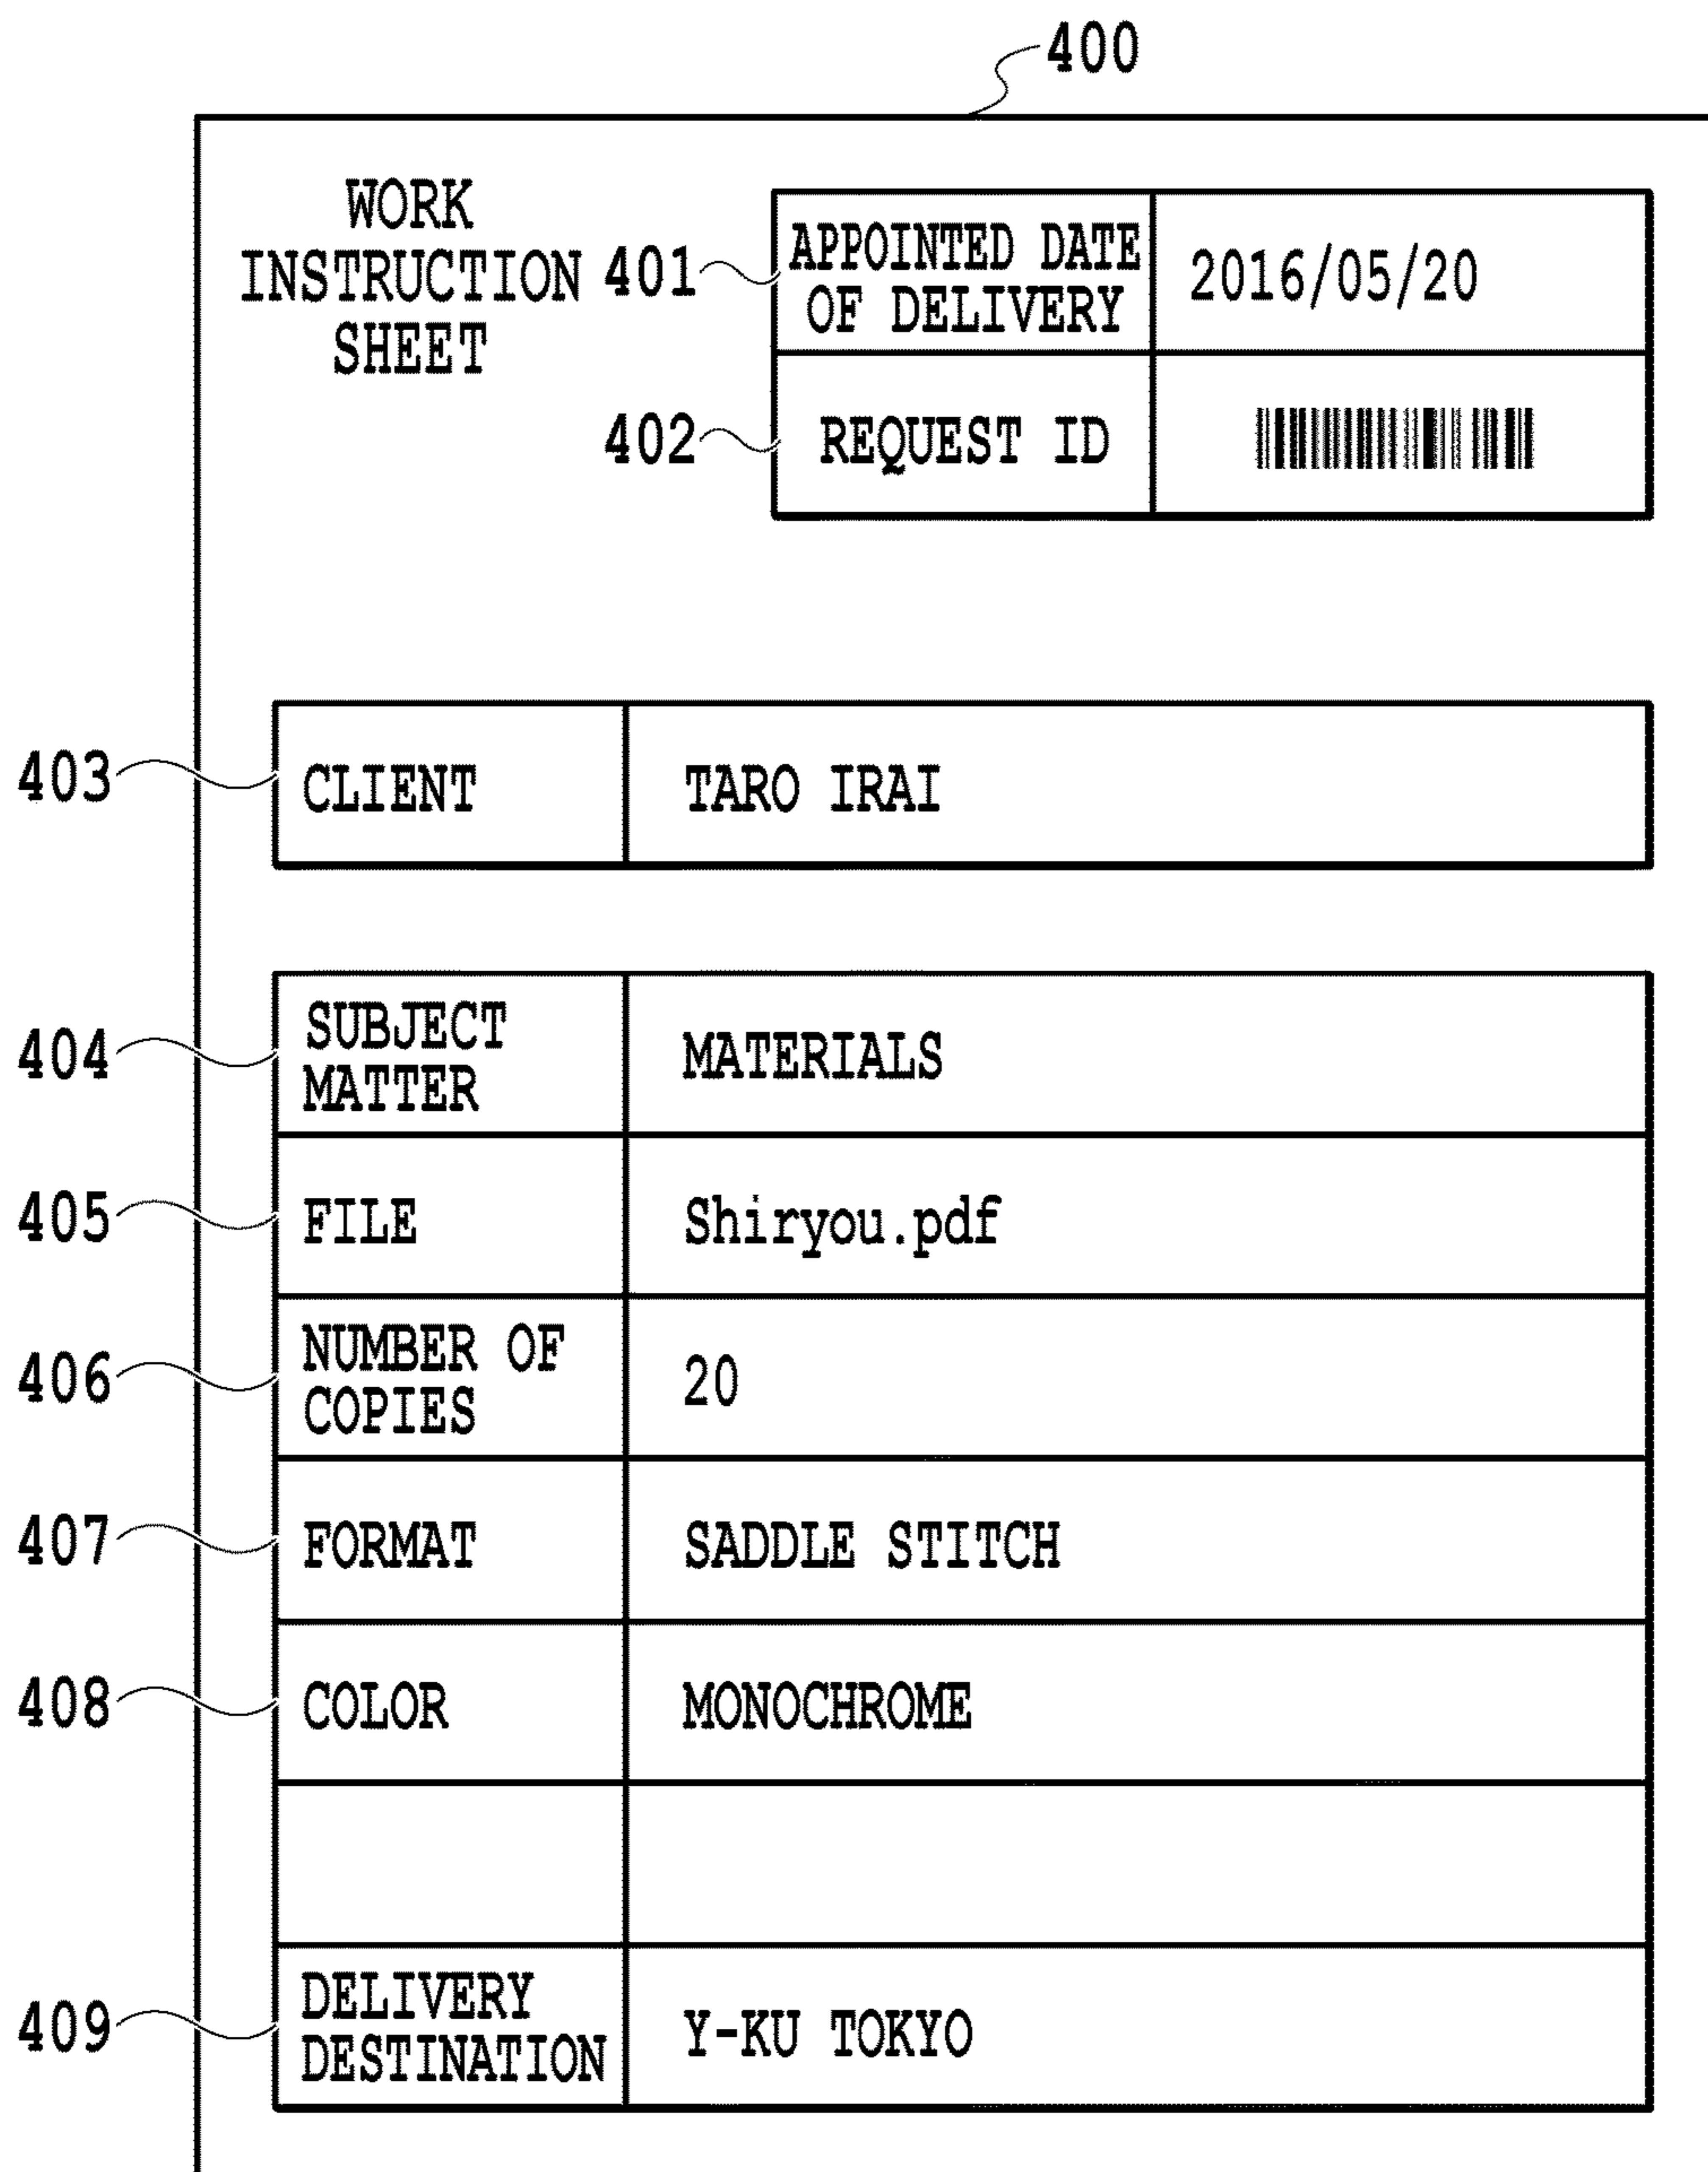 400
WORK
INSTRUCTION
SHEET
401
APPOINTED DATE
OF DELIVERY
2016/05/20
402
REQUEST ID
403
CLIENT
TARO IRAI
404
SUBJECT
MATTER
MATERIALS
405
FILE
Shiryou.pdf
406
NUMBER OF
COPIES
20
407
FORMAT
SADDLE STITCH
408
COLOR
MONOCHROME
409
DELIVERY
DESTINATION
Y-KU TOKYO